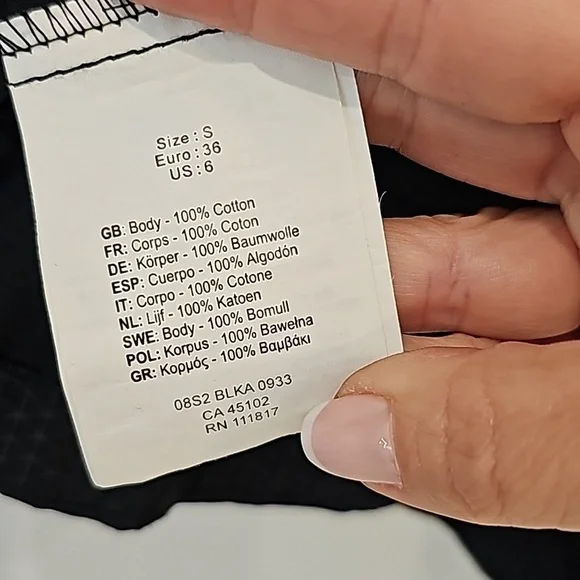 Size : S
Euro : 36
US : 6
GB: Body - 100% Cotton
FR: Corps - 100% Coton
DE: Körper - 100% Baumwolle
ESP: Cuerpo - 100% Algodón
IT: Corpo - 100% Cotone
NL: Lijf - 100% Katoen
SWE: Body - 100% Bomull
POL: Korpus - 100% Bawełna
GR: Κορμός - 100% Βαμβάκι
08S2 BLKA 0933
CA 45102
RN 111817